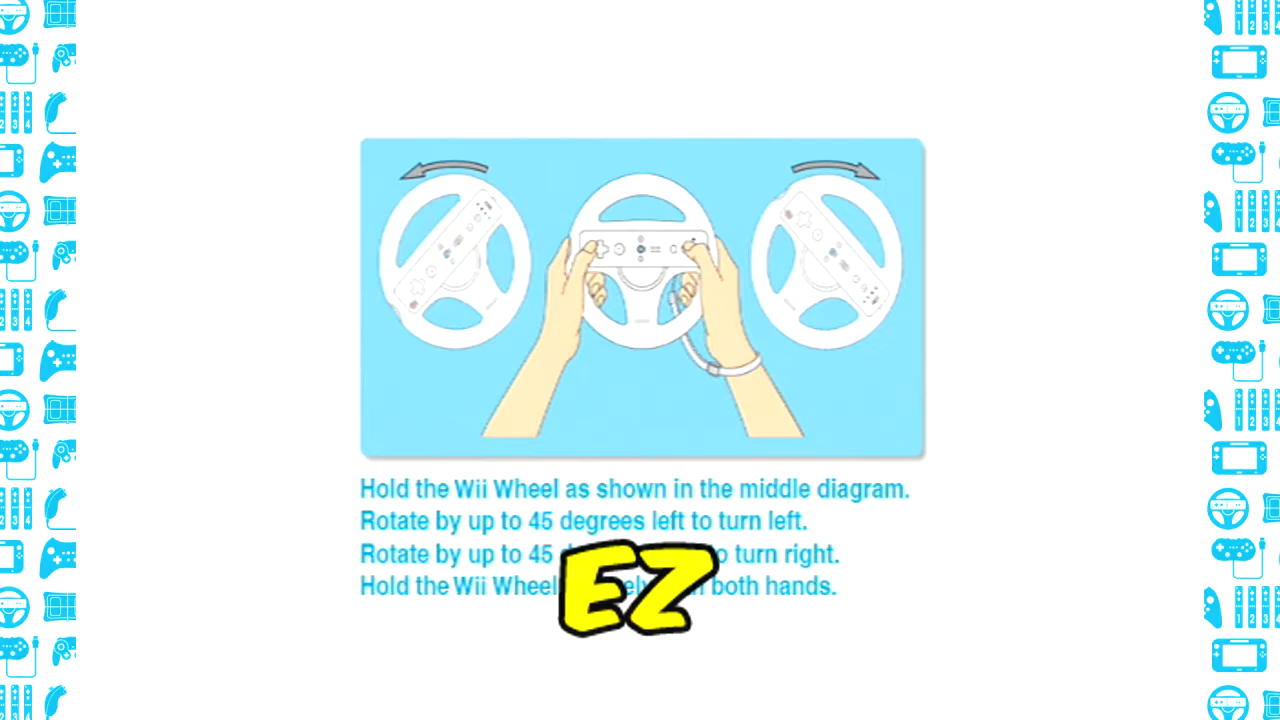 Hold the Wii Wheel as shown in the middle diagram.
Rotate by up to 45 degrees left to turn left.
Rotate by up to 45 to turn right.
Hold the Wii Wheel both hands.
EZ